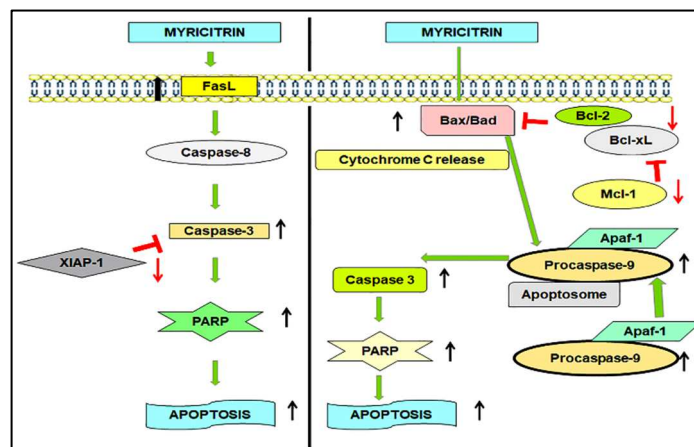 MYRICITRIN
FasL
Caspase-8
Caspase-3
XIAP-1
PARP
APOPTOSIS
MYRICITRIN
Bax/Bad
Bcl-2
Bcl-xL
Cytochrome C release
Mcl-1
Apaf-1
Procaspase-9
Apoptosome
Caspase 3
Apaf-1
Procaspase-9
PARP
APOPTOSIS